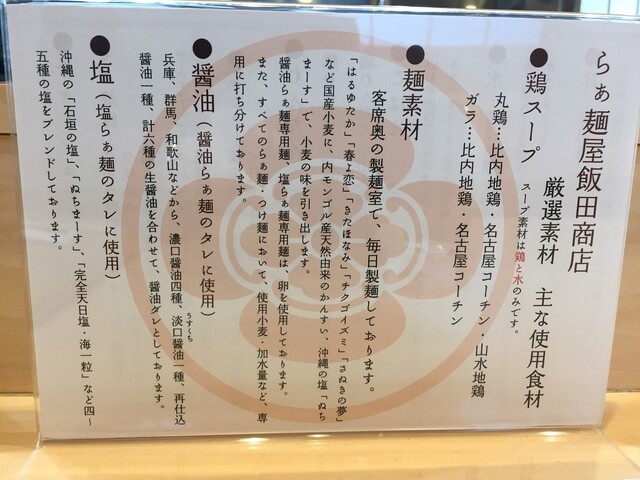 らぁ麺屋飯田商店
厳選素材 主な使用食材
●鶏スープ スープ素材は鶏と水のみです。
丸鶏…比内地鶏・名古屋コーチン・山水地鶏
ガラ…比内地鶏・名古屋コーチン
●麺素材
客席奥の製麺室で、毎日製麺しております。
「はるゆたか」「春よ恋」「きたほなみ」「チクゴイズミ」「さぬきの夢」
など国産小麦に、内モンゴル産天然由来のかんすい、沖縄の塩「ぬち
まーす」で、小麦の味を引き出します。
醤油らぁ麺専用麺、塩らぁ麺専用麺は、卵を使用しております。
また、すべてのらぁ麺・つけ麺において、使用小麦・加水量など、専
用に打ち分けております。
●醤油(醤油らぁ麺のタレに使用)
兵庫、群馬、和歌山などから、濃口醤油四種、淡口醤油一種、再仕込
うすくち
醤油一種、計六種の生醤油を合わせて、醤油ダレとしております。
●塩(塩らぁ麺のタレに使用)
沖縄の「石垣の塩」、「ぬちまーす」、「完全天日塩・海一粒」など四〜
五種の塩をブレンドしております。